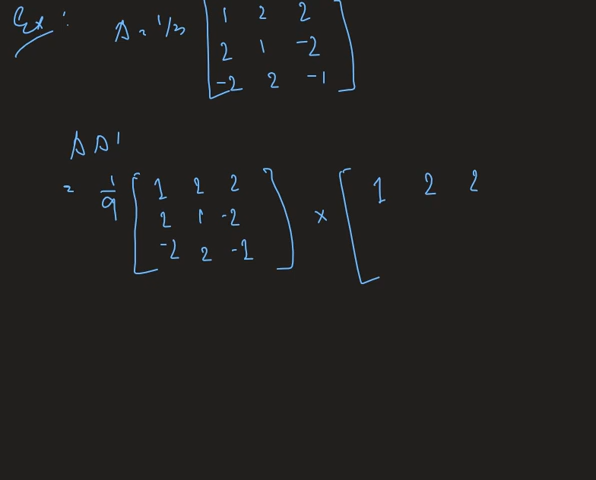 Ex : A = 1/3 [ 1 2 2
2 1 -2
-2 2 -1 ]
A A'
= 1/9 [ 1 2 2 ] × [ 1 2 2
2 1 -2
-2 2 -1